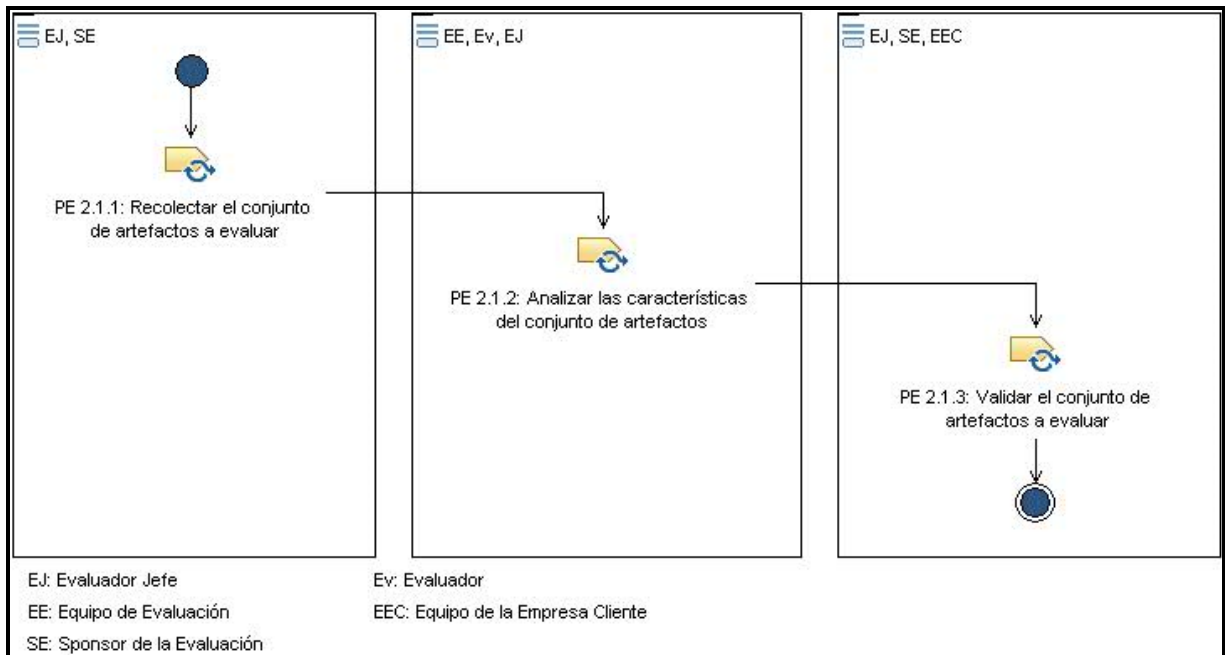 EJ, SE
EE, Ev, EJ
EJ, SE, EEC
PE 2.1.1: Recolectar el conjunto
de artefactos a evaluar
PE 2.1.2: Analizar las características
del conjunto de artefactos
PE 2.1.3: Validar el conjunto de
artefactos a evaluar
EJ: Evaluador Jefe
Ev: Evaluador
EE: Equipo de Evaluación
EEC: Equipo de la Empresa Cliente
SE: Sponsor de la Evaluación